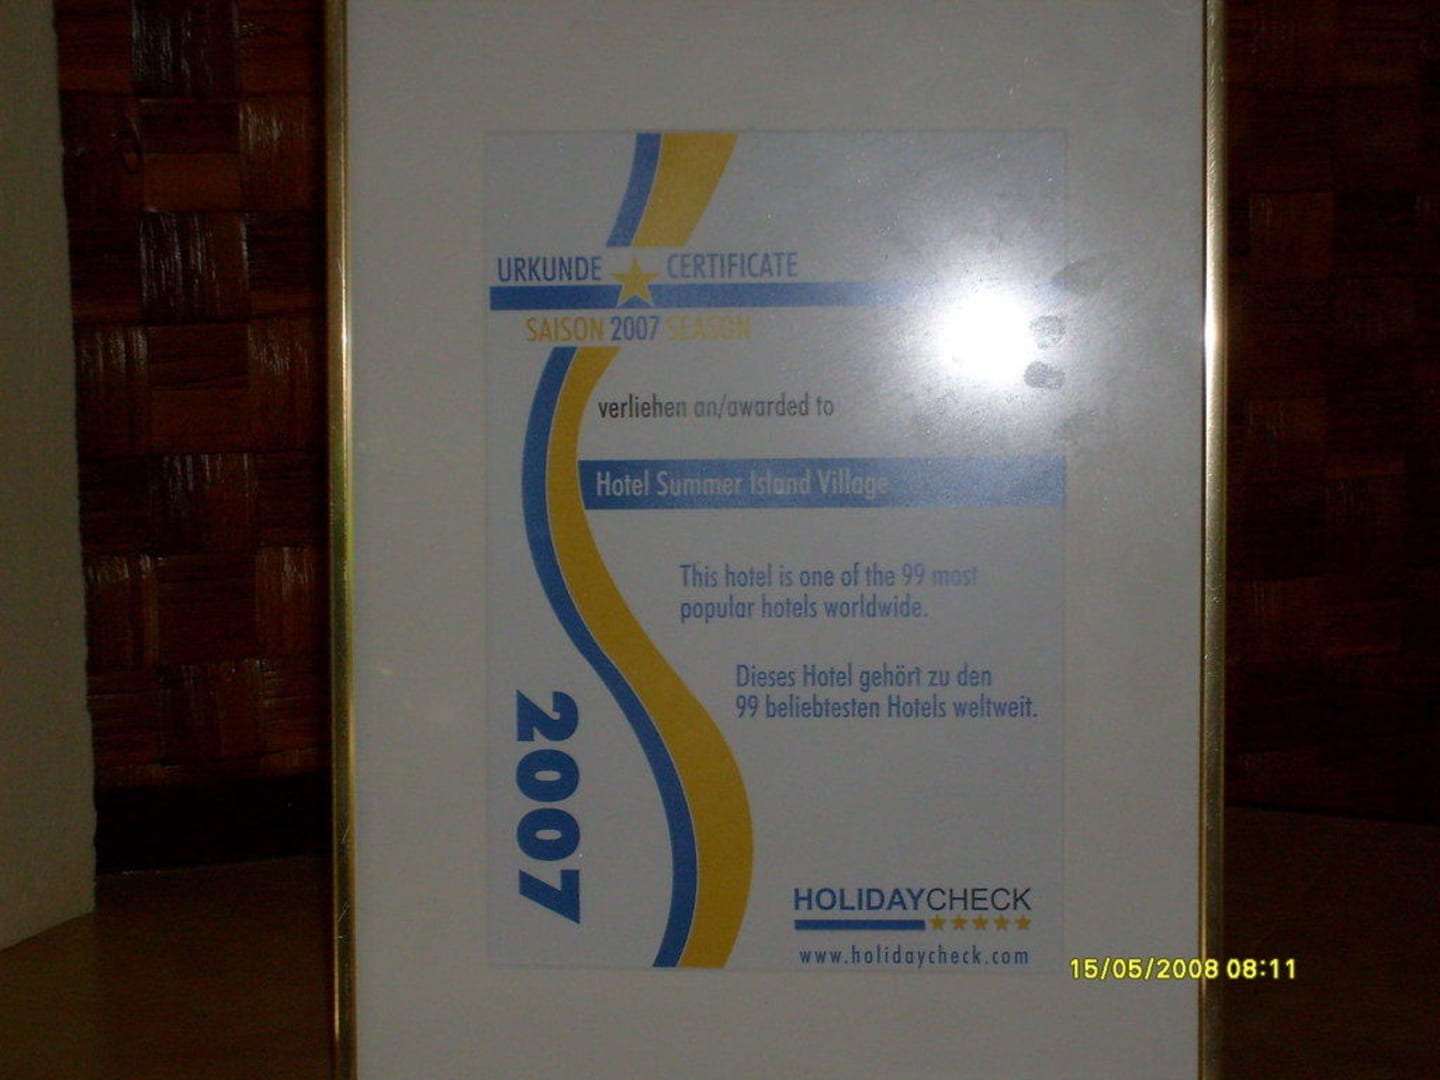 URKUNDE CERTIFICATE
SAISON 2007 SEASON
verliehen an/awarded to
Hotel Summer Island Village
This hotel is one of the 99 most
popular hotels worldwide.
Dieses Hotel gehört zu den
99 beliebtesten Hotels weltweit.
2007
HOLIDAYCHECK
www.holidaycheck.com
15/05/2008 08:11